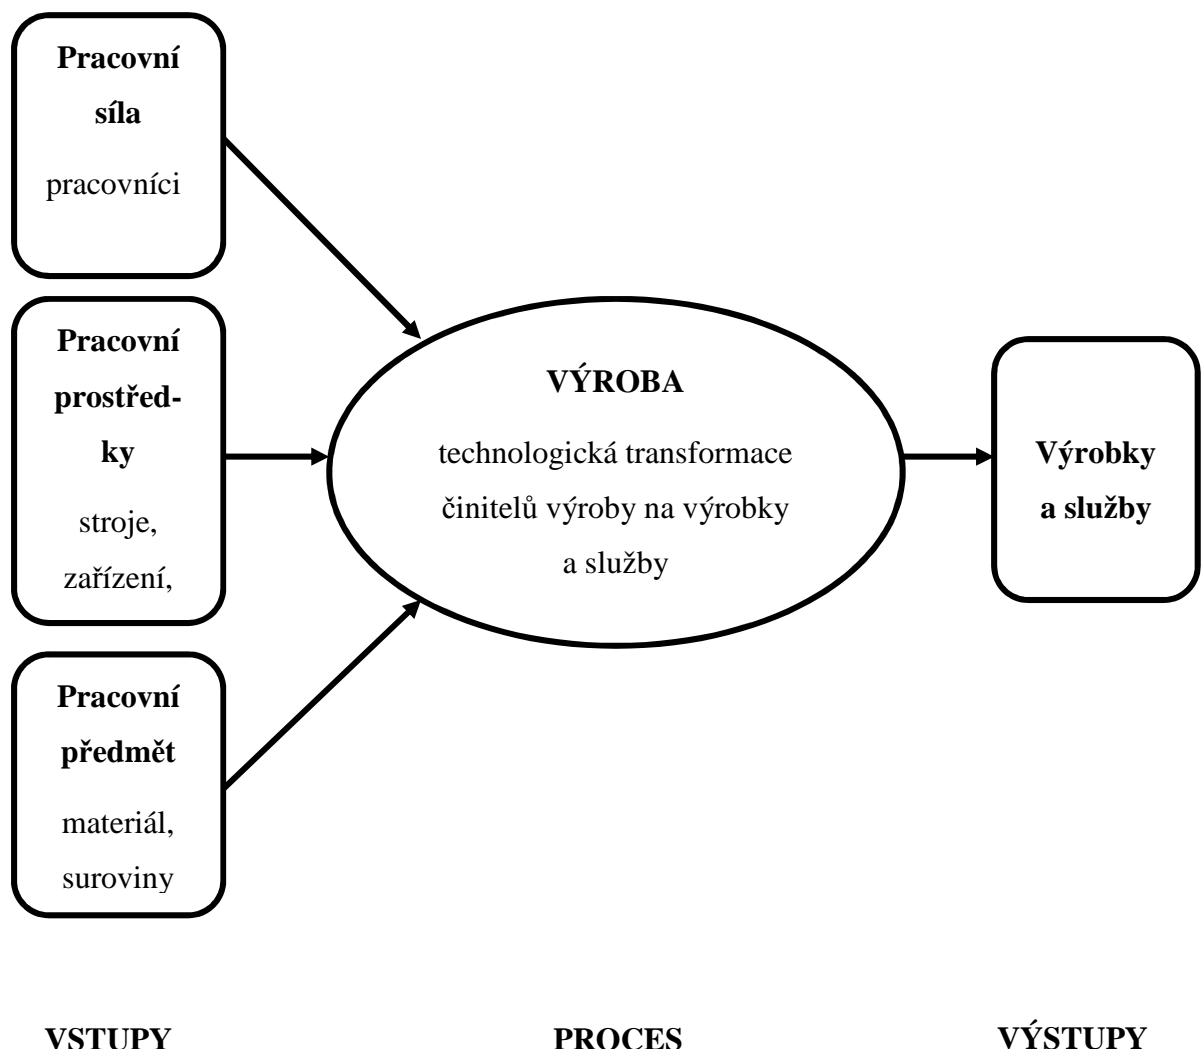 Pracovní
síla
pracovníci
Pracovní
prostřed-
ky
stroje,
zařízení,
Pracovní
předmět
materiál,
suroviny
VÝROBA
technologická transformace
činitelů výroby na výrobky
a služby
Výrobky
a služby
VSTUPY
PROCES
VÝSTUPY